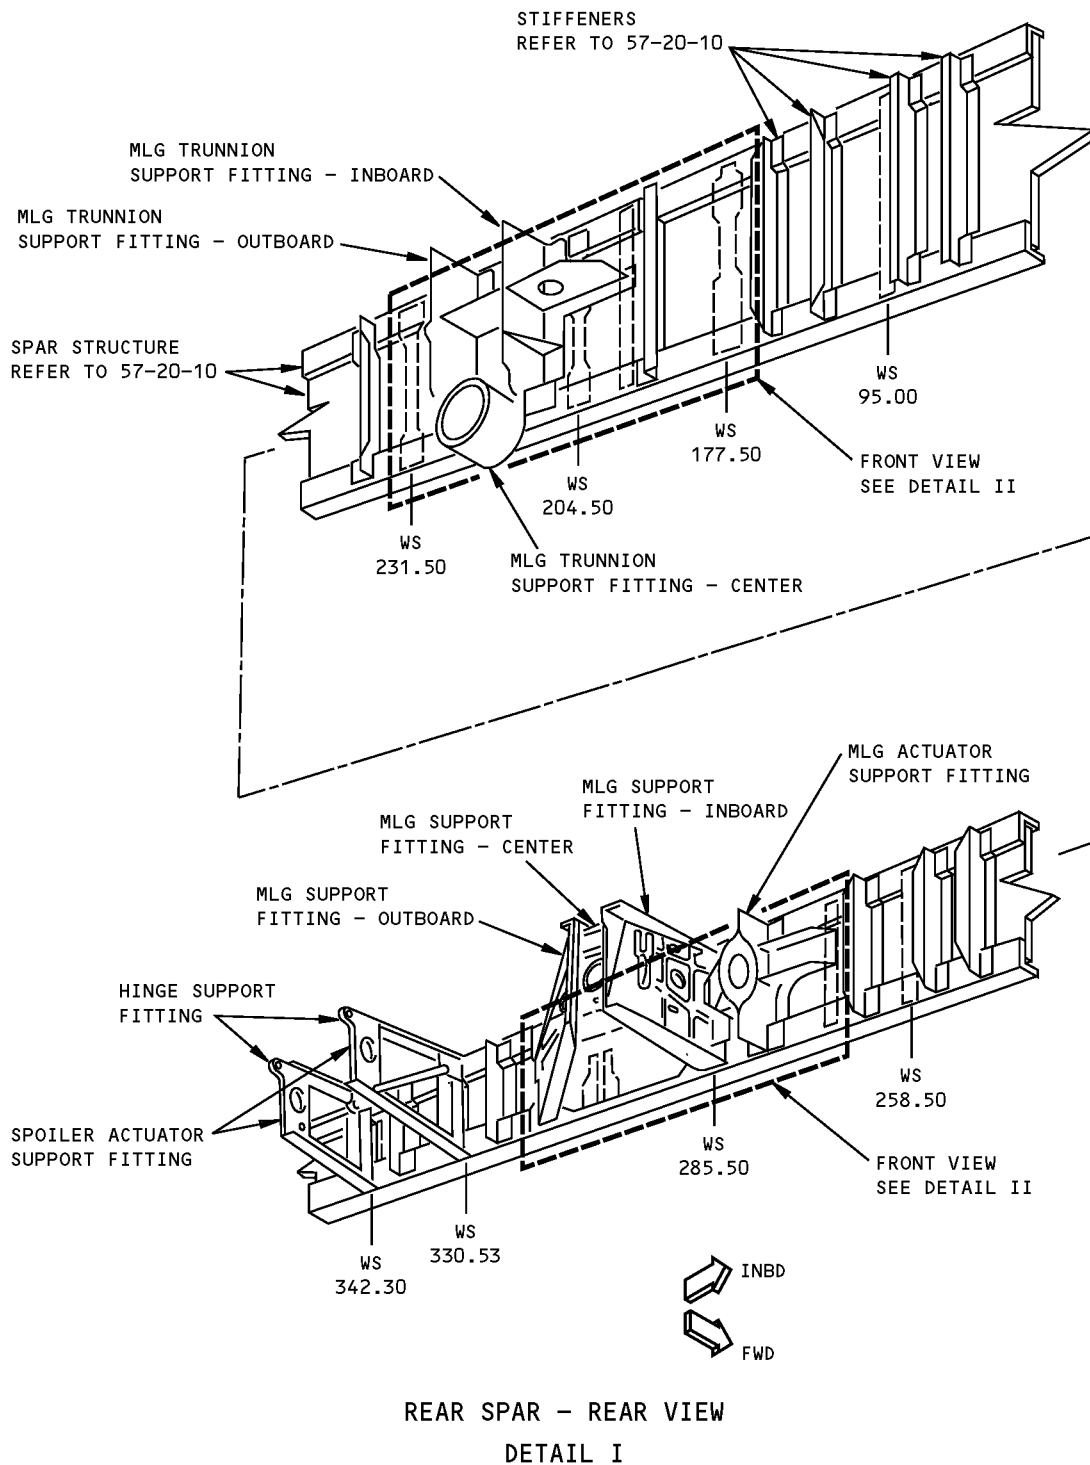 STIFFENERS
REFER TO 57-20-10
MLG TRUNNION
SUPPORT FITTING - INBOARD
MLG TRUNNION
SUPPORT FITTING - OUTBOARD
SPAR STRUCTURE
REFER TO 57-20-10
WS
95.00
WS
177.50
FRONT VIEW
SEE DETAIL II
WS
204.50
WS
231.50
MLG TRUNNION
SUPPORT FITTING - CENTER
MLG ACTUATOR
SUPPORT FITTING
MLG SUPPORT
FITTING - INBOARD
MLG SUPPORT
FITTING - CENTER
MLG SUPPORT
FITTING - OUTBOARD
HINGE SUPPORT
FITTING
SPOILER ACTUATOR
SUPPORT FITTING
WS
258.50
WS
285.50
FRONT VIEW
SEE DETAIL II
WS
330.53
WS
342.30
INBD
FWD
REAR SPAR - REAR VIEW
DETAIL I